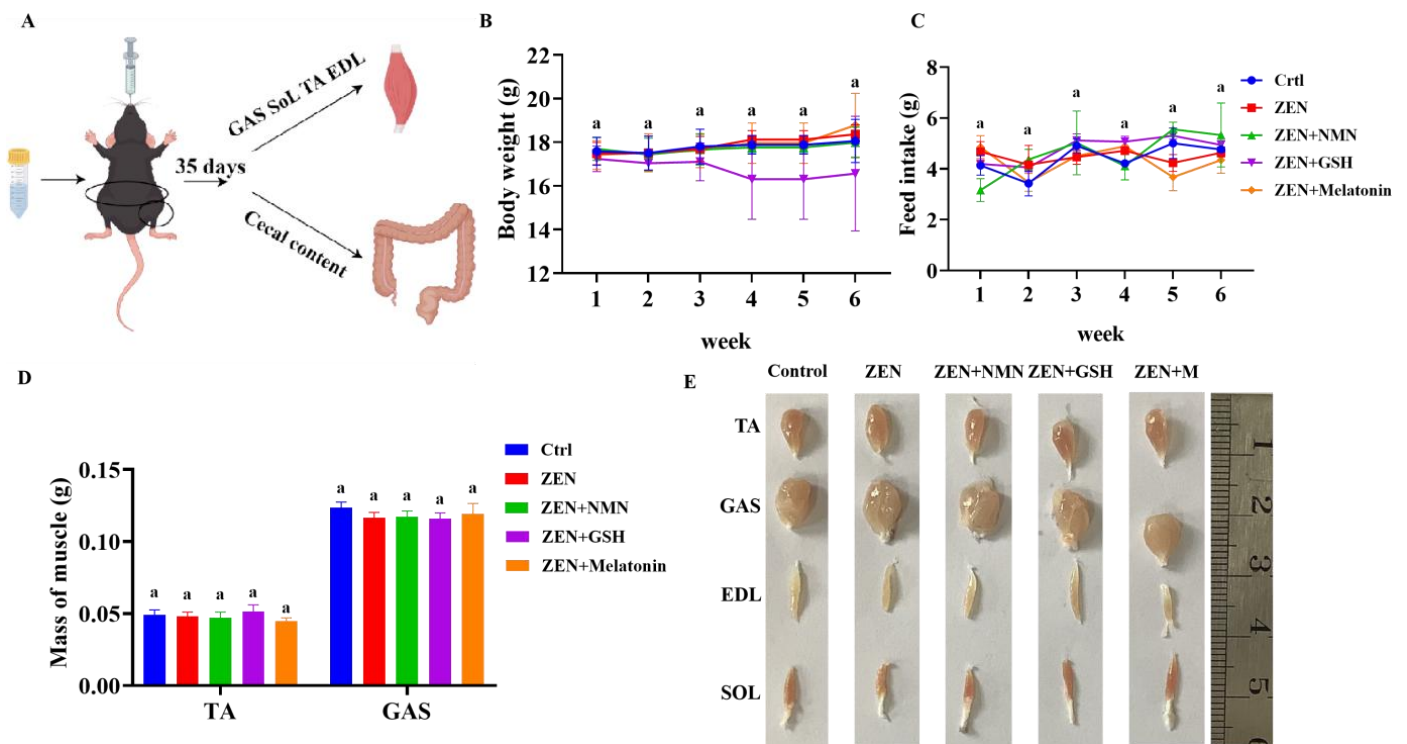 A
GAS SoL TA EDL
35 days
Cecal content
B
Body weight (g)
22
20
18
16
14
12
a a a a a a
1 2 3 4 5 6
week
C
Feed intake (g)
8
6
4
2
0
a a a a a a
1 2 3 4 5 6
week
Crtl
ZEN
ZEN+NMN
ZEN+GSH
ZEN+Melatonin
D
Mass of muscle (g)
0.15
0.10
0.05
0.00
a a a a a
a a a a a
TA GAS
Ctrl
ZEN
ZEN+NMN
ZEN+GSH
ZEN+Melatonin
E
Control ZEN ZEN+NMN ZEN+GSH ZEN+M
TA
GAS
EDL
SOL
1
2
3
4
5